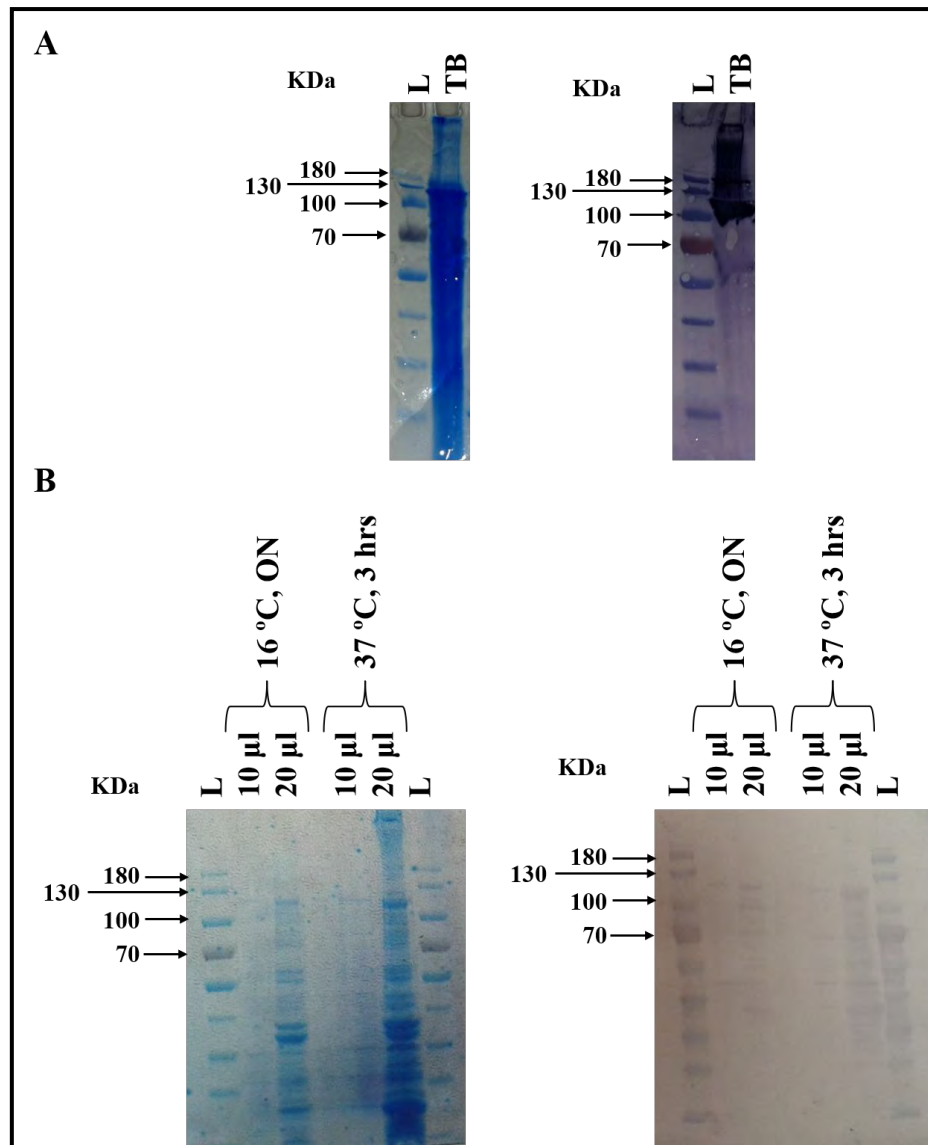 A
KDa
L
TB
180
130
100
70
KDa
L
TB
180
130
100
70
B
16 ºC, ON
37 ºC, 3 hrs
KDa
L
10 µl
20 µl
10 µl
20 µl
L
180
130
100
70
16 ºC, ON
37 ºC, 3 hrs
KDa
L
10 µl
20 µl
10 µl
20 µl
L
180
130
100
70